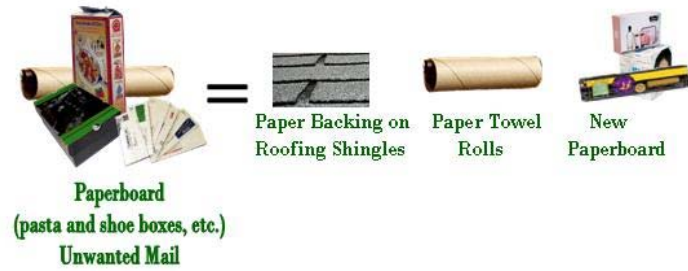 =
Paper Backing on
Roofing Shingles
Paper Towel
Rolls
New
Paperboard
Paperboard
(pasta and shoe boxes, etc.)
Unwanted Mail